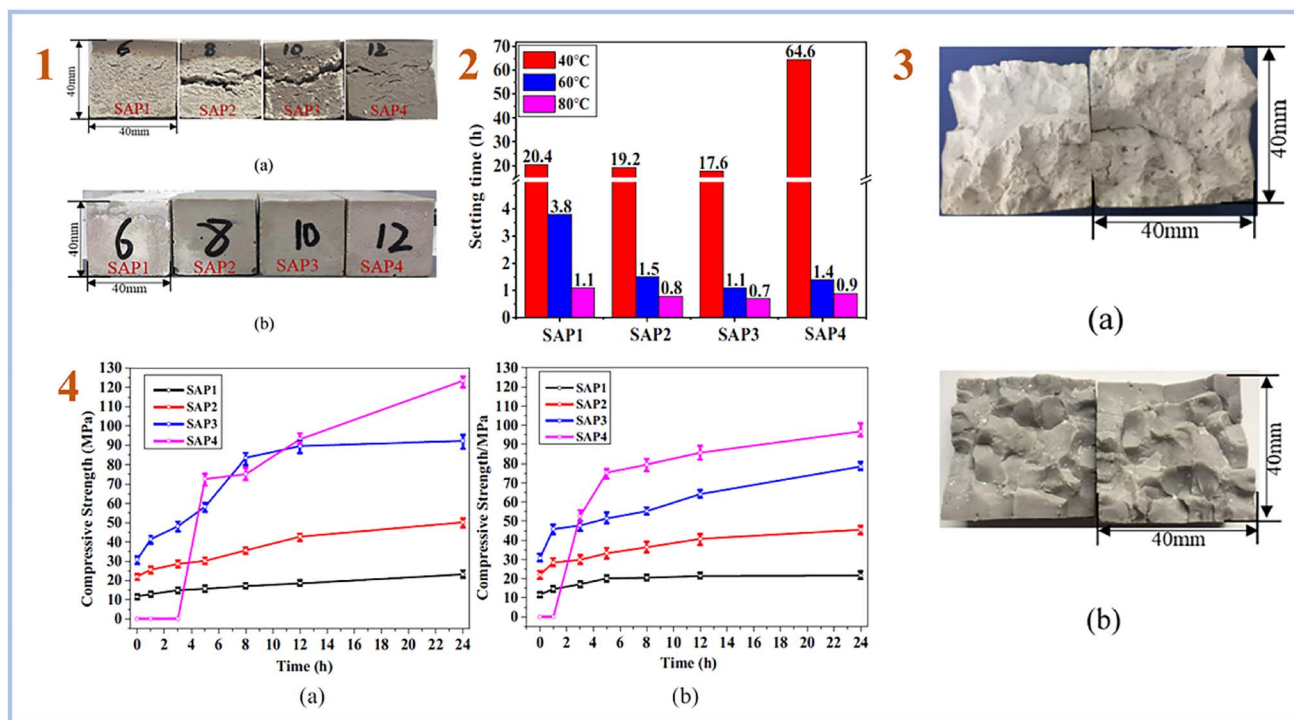 1
6 8 10 12
SAP1 SAP2 SAP3 SAP4
40mm
40mm
(a)
6 8 10 12
SAP1 SAP2 SAP3 SAP4
40mm
40mm
(b)
2
Setting time (h)
70
65
60
55
50
45
40
35
30
25
20
15
4
3
2
1
0
40°C
60°C
80°C
20.4 3.8 1.1
19.2 1.5 0.8
17.6 1.1 0.7
64.6 1.4 0.9
SAP1 SAP2 SAP3 SAP4
3
40mm
40mm
(a)
40mm
40mm
(b)
4
Compressive Strength (MPa)
130
120
110
100
90
80
70
60
50
40
30
20
10
0
SAP1
SAP2
SAP3
SAP4
0 2 4 6 8 10 12 14 16 18 20 22 24
Time (h)
(a)
Compressive Strength/MPa
130
120
110
100
90
80
70
60
50
40
30
20
10
0
SAP1
SAP2
SAP3
SAP4
0 2 4 6 8 10 12 14 16 18 20 22 24
Time (h)
(b)